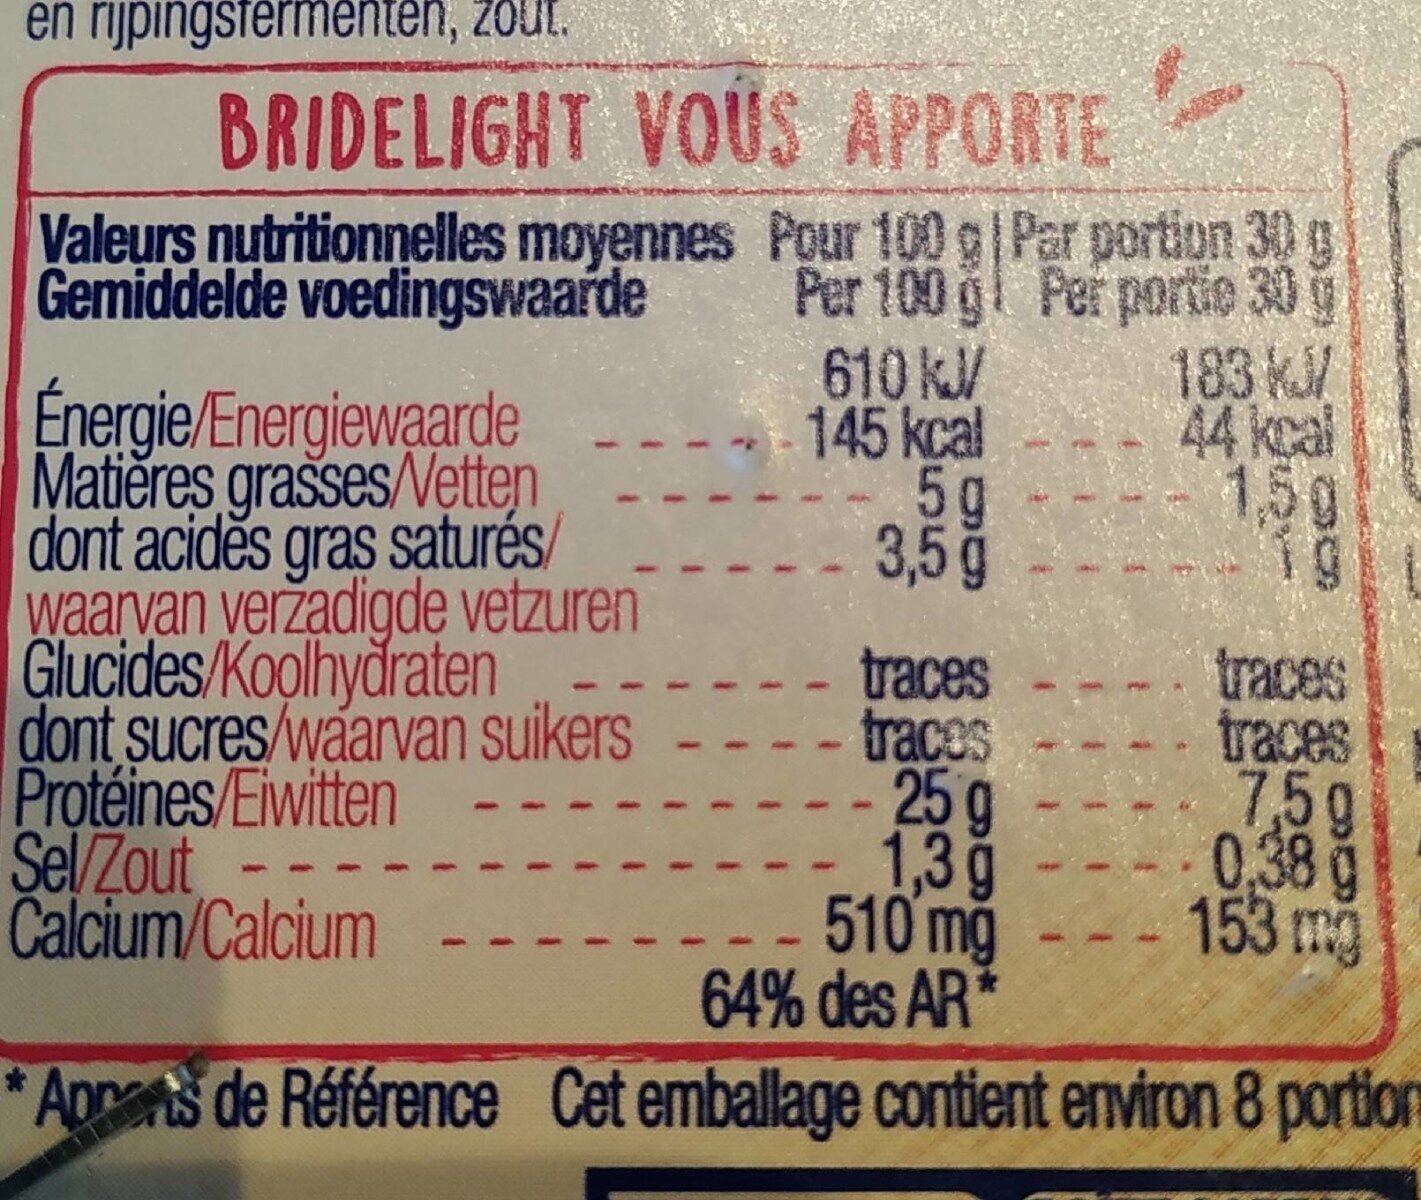 en rijpingsfermenten, zout.
BRIDELIGHT VOUS APPORTE
Valeurs nutritionnelles moyennes Pour 100 g | Par portion 30 g
Gemiddelde voedingswaarde Per 100 g | Per portie 30 g
610 kJ/ 183 kJ/
Énergie/Energiewaarde 145 kcal 44 kcal
Matières grasses/Vetten 5 g 1,5 g
dont acides gras saturés/ 3,5 g 1 g
waarvan verzadigde vetzuren
Glucides/Koolhydraten traces traces
dont sucres/waarvan suikers traces traces
Protéines/Eiwitten 25 g 7,5 g
Sel/Zout 1,3 g 0,38 g
Calcium/Calcium 510 mg 153 mg
64% des AR*
* Apports de Référence Cet emballage contient environ 8 portion